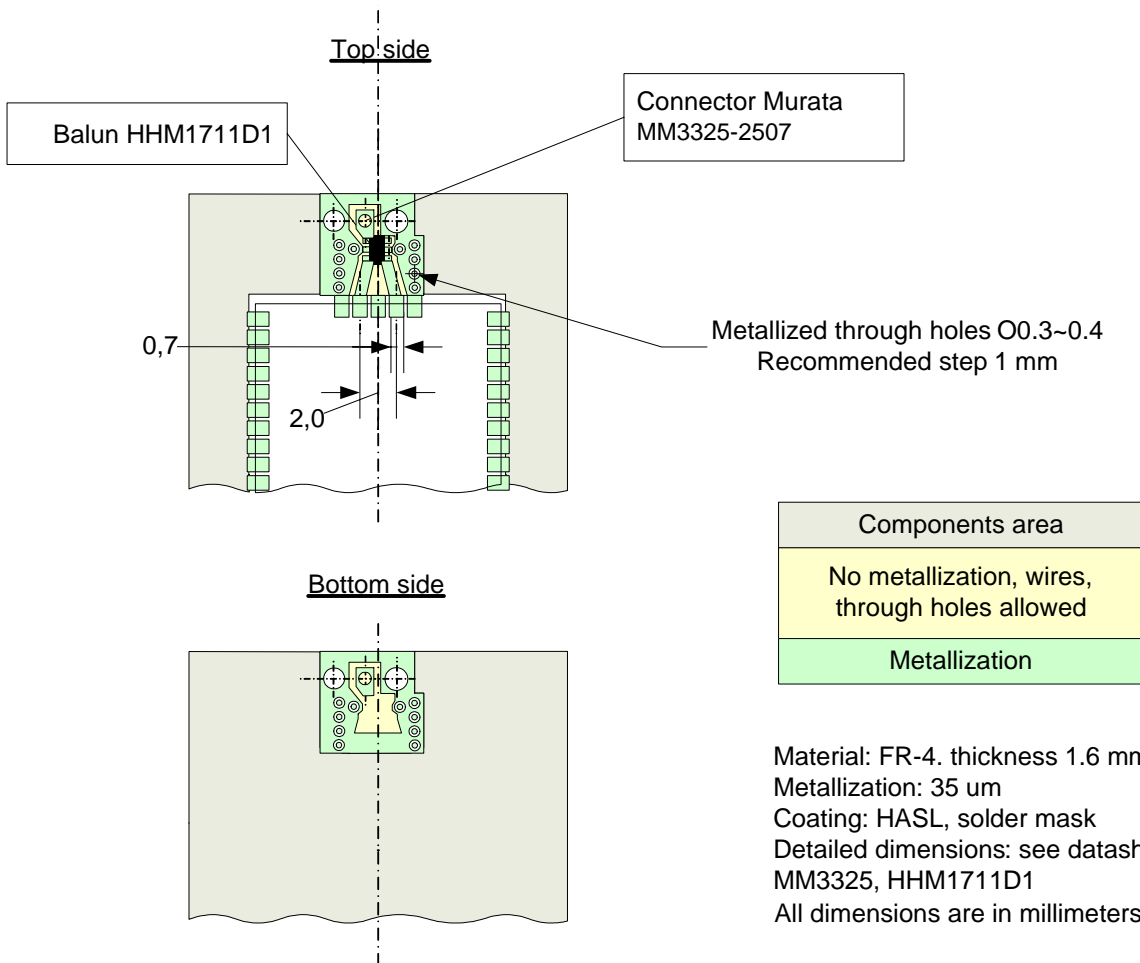 Top side
Connector Murata
MM3325-2507
Balun HHM1711D1
Metallized through holes O0.3~0.4
Recommended step 1 mm
0,7
2,0
Components area
No metallization, wires,
through holes allowed
Metallization
Bottom side
Material: FR-4. thickness 1.6 mm
Metallization: 35 um
Coating: HASL, solder mask
Detailed dimensions: see datash
MM3325, HHM1711D1
All dimensions are in millimeters